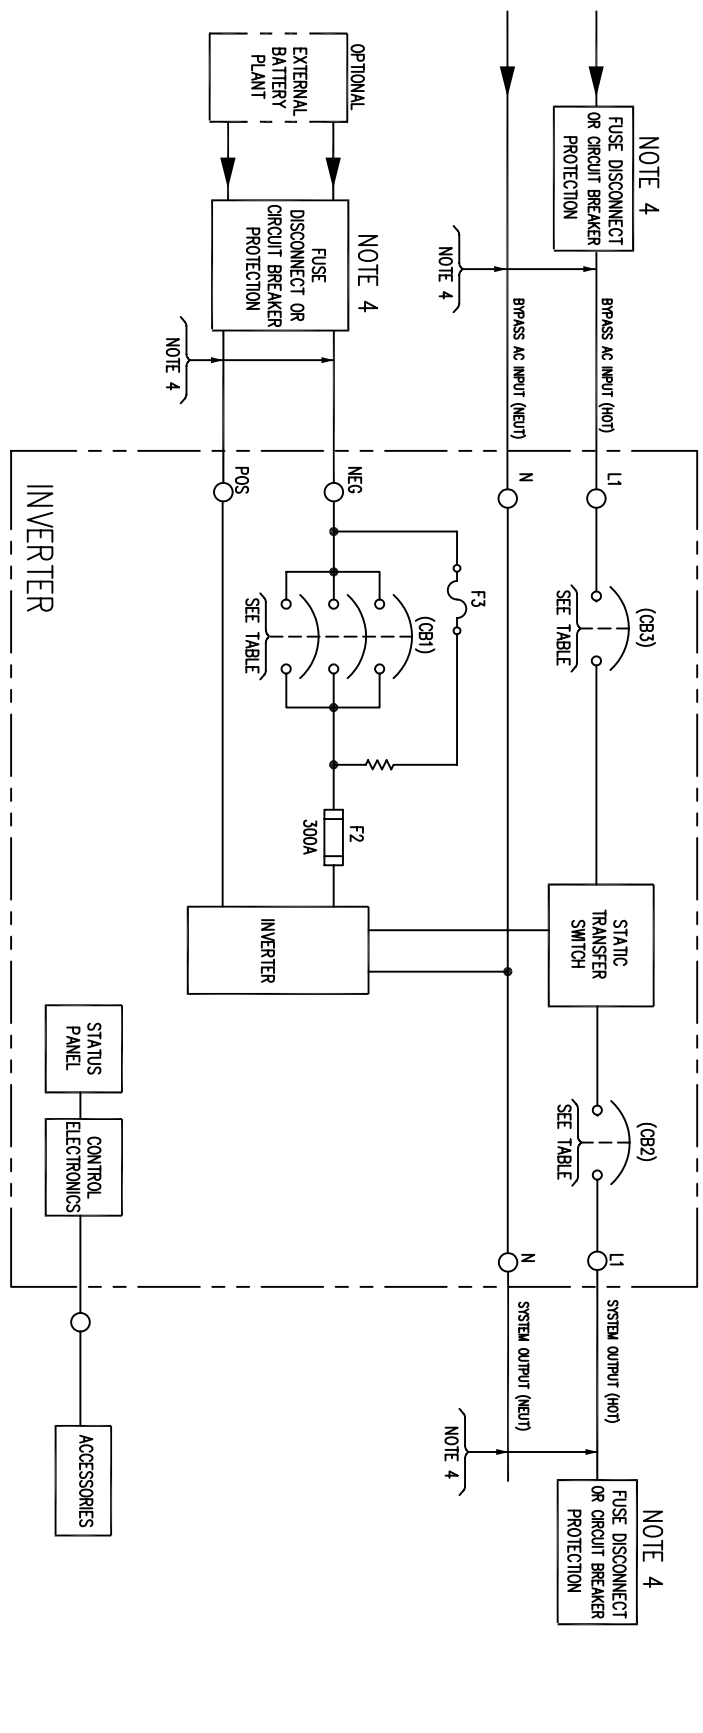 NOTE 4
FUSE DISCONNECT
OR CIRCUIT BREAKER
PROTECTION
NOTE 4
BYPASS AC INPUT (HOT)
BYPASS AC INPUT (NEUT)
L1
N
(CB3)
SEE TABLE
STATIC
TRANSFER
SWITCH
(CB2)
SEE TABLE
L1
N
SYSTEM OUTPUT (HOT)
SYSTEM OUTPUT (NEUT)
NOTE 4
NOTE 4
FUSE DISCONNECT
OR CIRCUIT BREAKER
PROTECTION
OPTIONAL
EXTERNAL
BATTERY
PLANT
NOTE 4
FUSE
DISCONNECT OR
CIRCUIT BREAKER
PROTECTION
NOTE 4
NEG
POS
F3
(CB1)
SEE TABLE
F2
300A
INVERTER
STATUS
PANEL
CONTROL
ELECTRONICS
ACCESSORIES
INVERTER